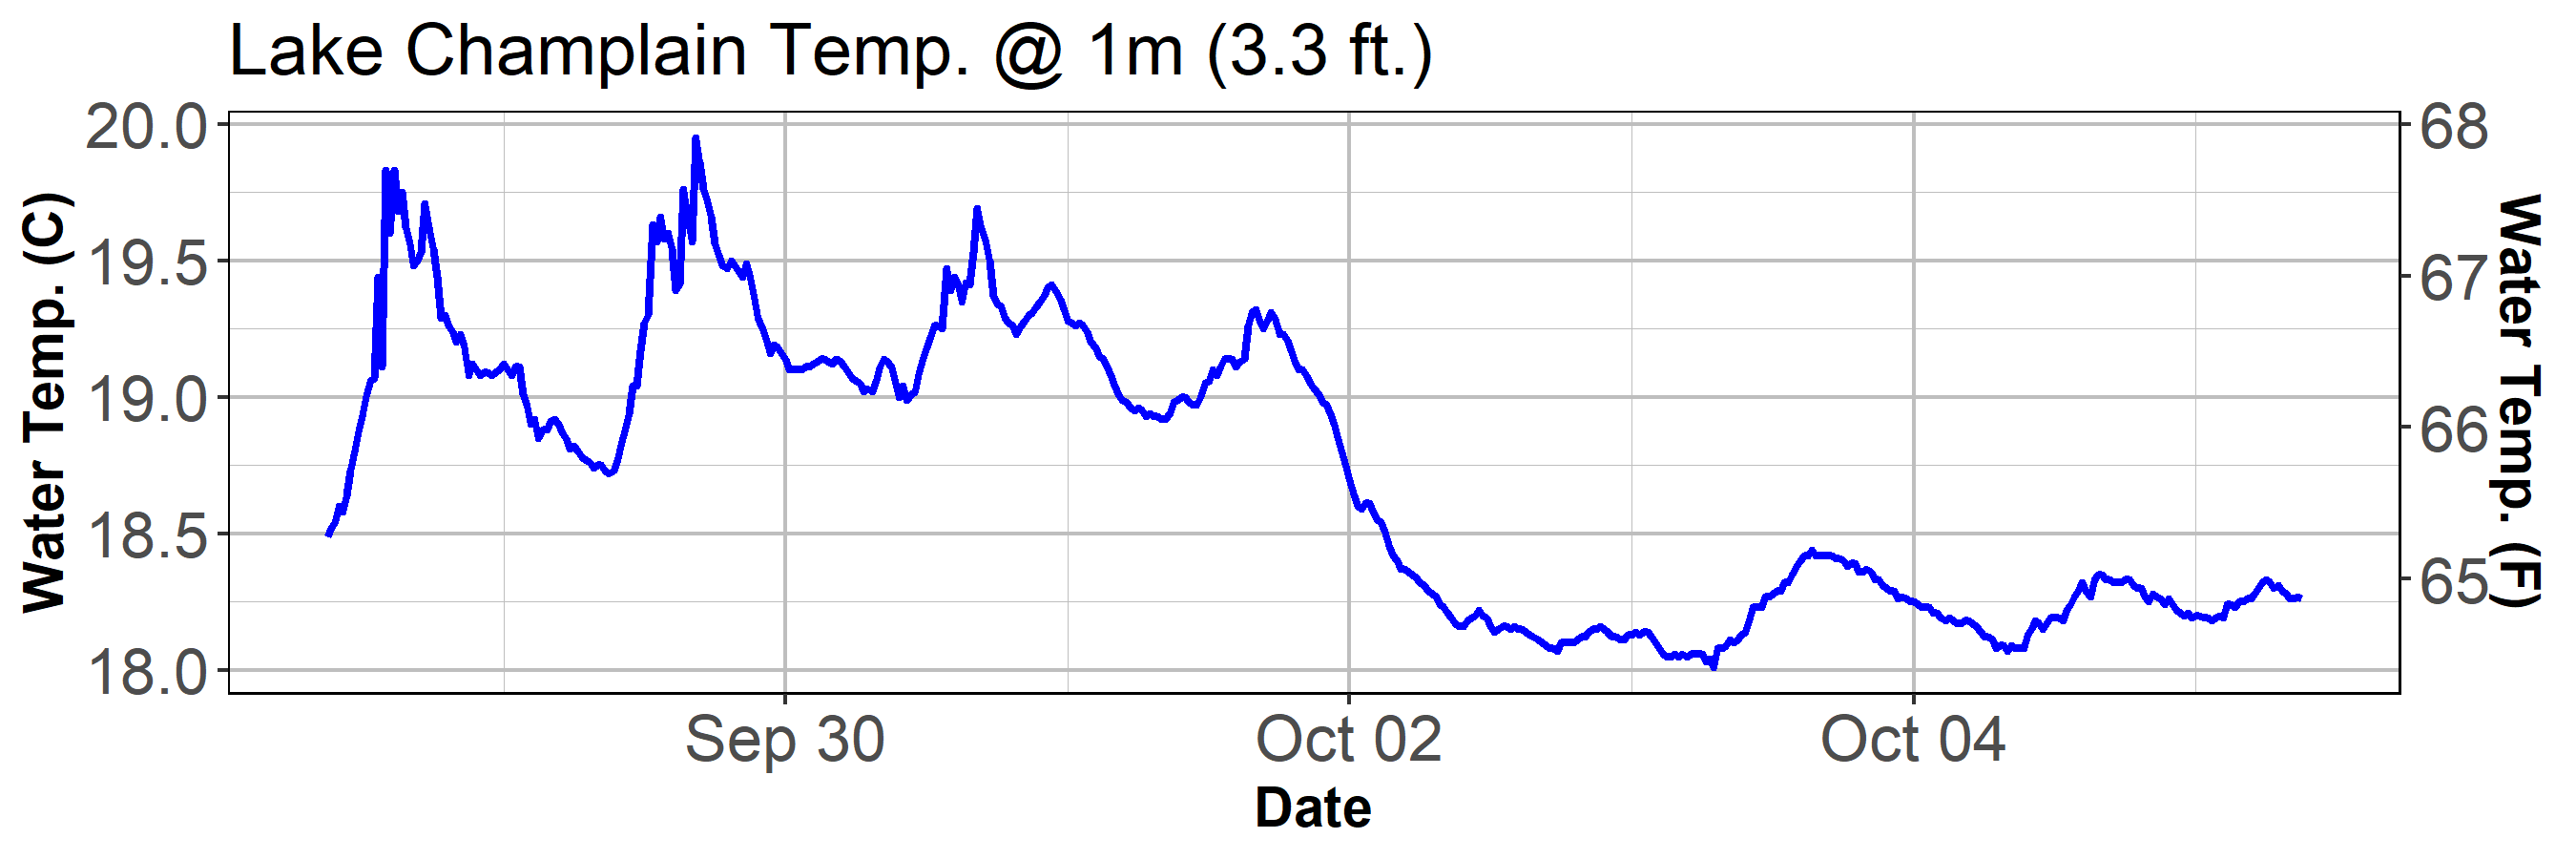 Lake Champlain Temp. @ 1m (3.3 ft.)
Water Temp. (C)
20.0
19.5
19.0
18.5
18.0
68
67
66
65
Water Temp. (F)
Sep 30
Oct 02
Oct 04
Date